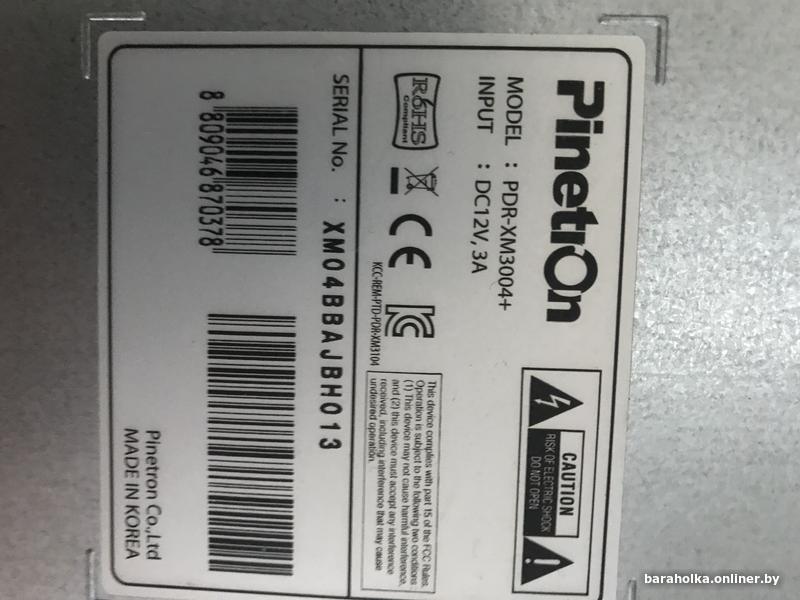 PinetrOn
MODEL : PDR-XM3004+
INPUT : DC12V, 3A
CAUTION
RISK OF ELECTRIC SHOCK
DO NOT OPEN
RoHS
Compliant
CE
KCC-REM-PTD-PDR-XM3104
This device complies with part 15 of the FCC Rules.
Operation is subject to the following two conditions
(1) This device may not cause harmful interference,
and (2) this device must accept any interference
received, including interference that may cause
undesired operation.
SERIAL No. : XM04BBAJBH013
8 809046 870378
Pinetron Co.,Ltd
MADE IN KOREA
baraholka.onliner.by